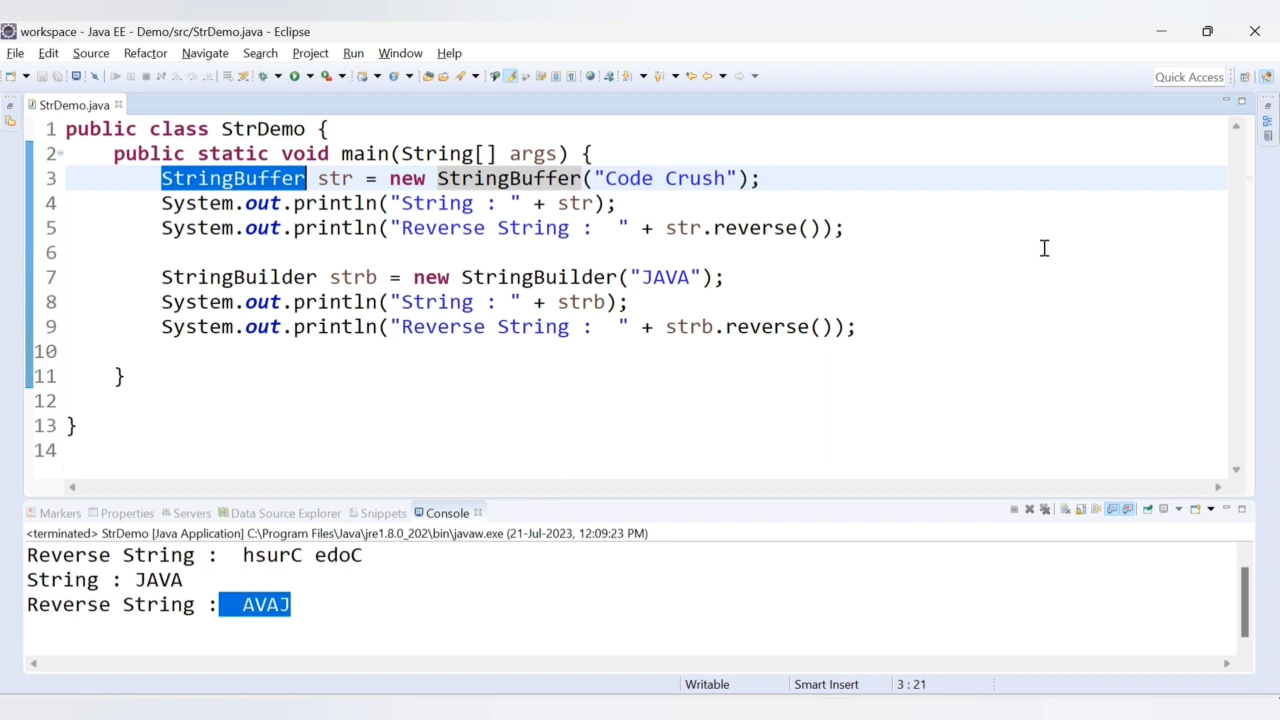 workspace - Java EE - Demo/src/StrDemo.java - Eclipse
File Edit Source Refactor Navigate Search Project Run Window Help
Quick Access
StrDemo.java
1 public class StrDemo {
2 public static void main(String[] args) {
3 StringBuffer str = new StringBuffer("Code Crush");
4 System.out.println("String : " + str);
5 System.out.println("Reverse String :  " + str.reverse());
6
7 StringBuilder strb = new StringBuilder("JAVA");
8 System.out.println("String : " + strb);
9 System.out.println("Reverse String :  " + strb.reverse());
10
11 }
12
13 }
14
Markers Properties Servers Data Source Explorer Snippets Console
<terminated> StrDemo [Java Application] C:\Program Files\Java\jre1.8.0_202\bin\javaw.exe (21-Jul-2023, 12:09:23 PM)
Reverse String :  hsurC edoC
String : JAVA
Reverse String :  AVAJ
Writable Smart Insert 3 : 21